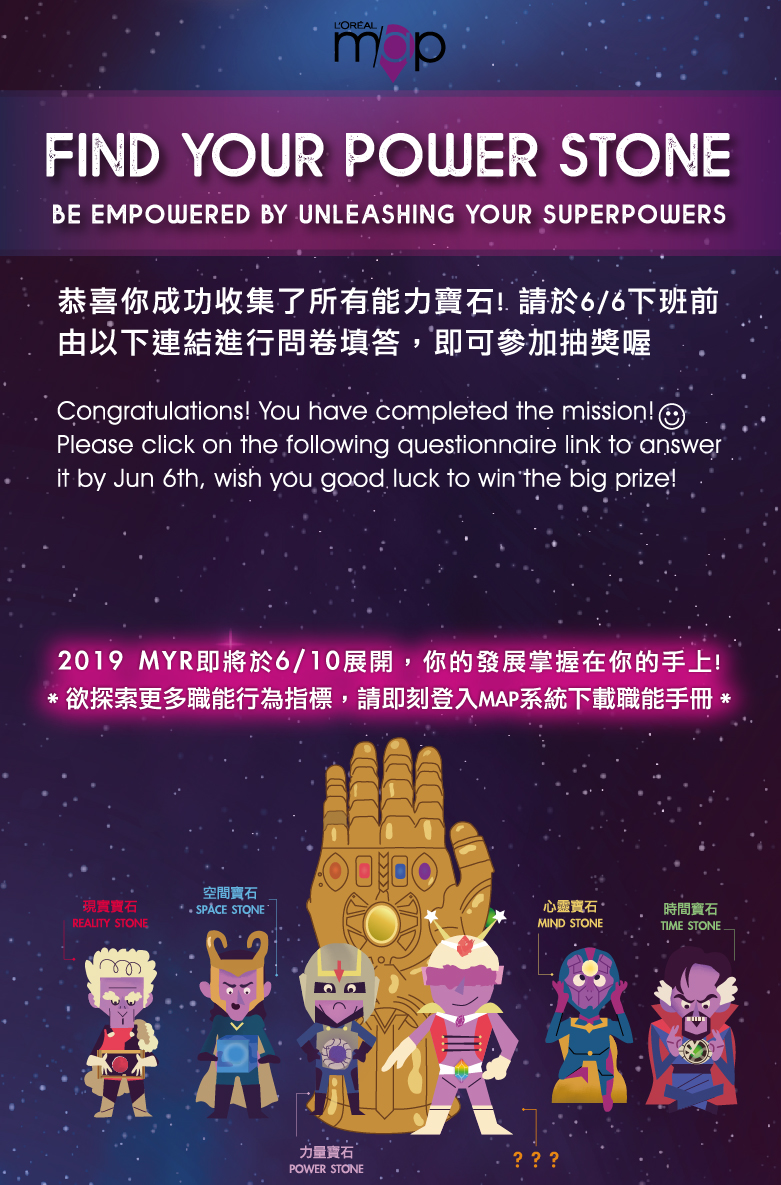 L'ORÉAL
map
FIND YOUR POWER STONE
BE EMPOWERED BY UNLEASHING YOUR SUPERPOWERS
恭喜你成功收集了所有能力寶石! 請於6/6下班前
由以下連結進行問卷填答，即可參加抽獎喔
Congratulations! You have completed the mission!
Please click on the following questionnaire link to answer
it by Jun 6th, wish you good luck to win the big prize!
2019 MYR即將於6/10展開，你的發展掌握在你的手上!
* 欲探索更多職能行為指標，請即刻登入MAP系統下載職能手冊 *
現實寶石
REALITY STONE
空間寶石
SPACE STONE
心靈寶石
MIND STONE
時間寶石
TIME STONE
力量寶石
POWER STONE
? ? ?